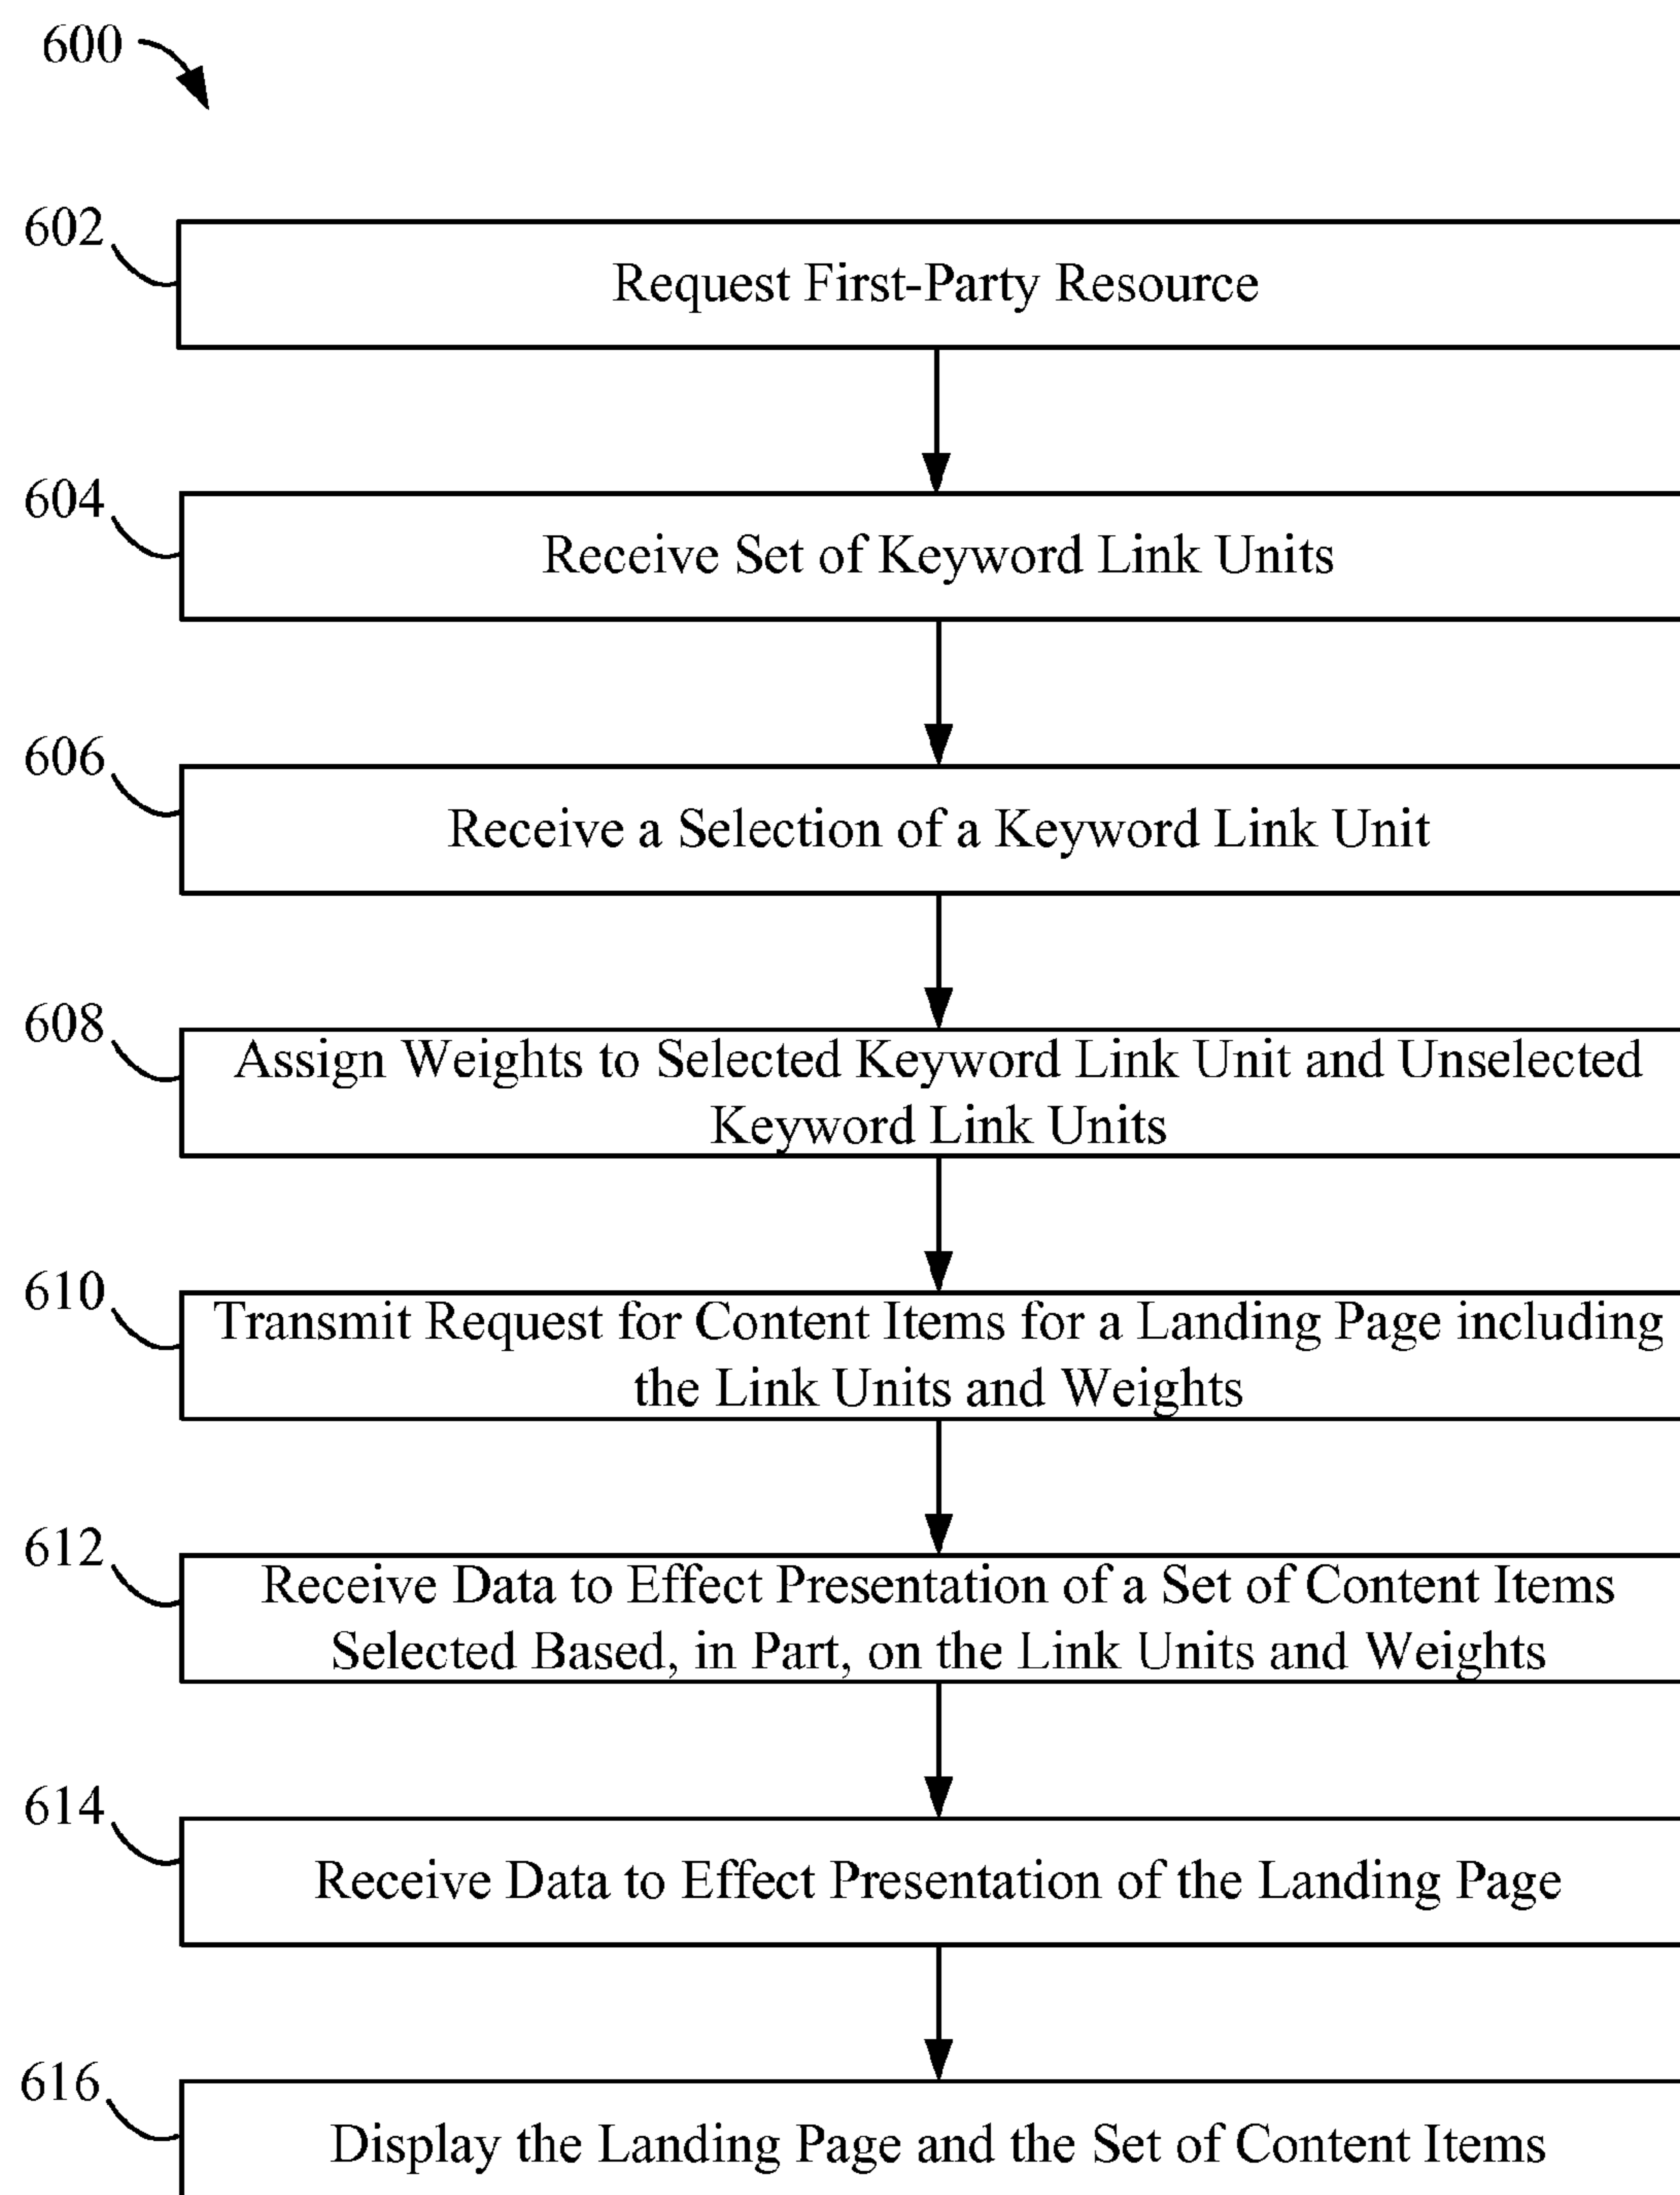 600
602
Request First-Party Resource
604
Receive Set of Keyword Link Units
606
Receive a Selection of a Keyword Link Unit
608
Assign Weights to Selected Keyword Link Unit and Unselected
Keyword Link Units
610
Transmit Request for Content Items for a Landing Page including
the Link Units and Weights
612
Receive Data to Effect Presentation of a Set of Content Items
Selected Based, in Part, on the Link Units and Weights
614
Receive Data to Effect Presentation of the Landing Page
616
Display the Landing Page and the Set of Content Items